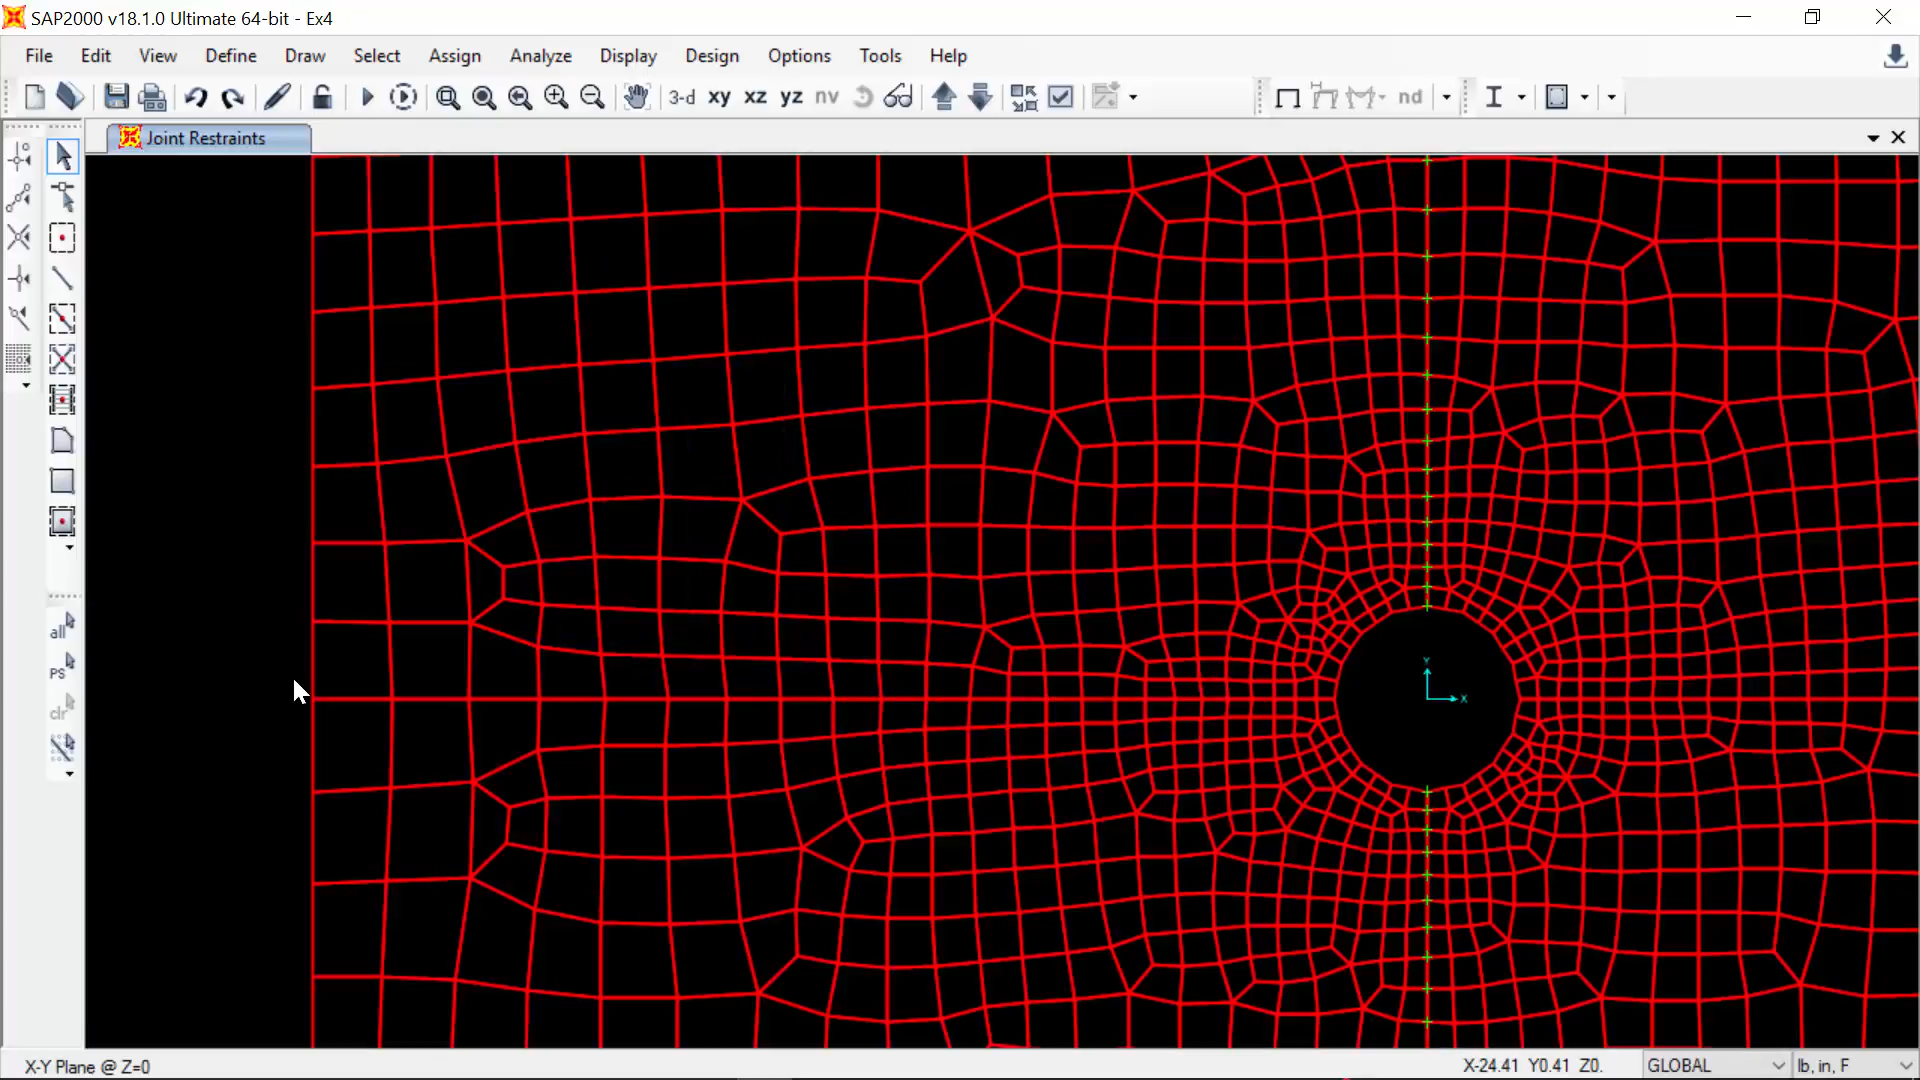 SAP2000 v18.1.0 Ultimate 64-bit - Ex4
File Edit View Define Draw Select Assign Analyze Display Design Options Tools Help
3-d xy xz yz nv nd
Joint Restraints
all
PS
clr
Y
X
X-Y Plane @ Z=0 X-24.41 Y0.41 Z0. GLOBAL lb, in, F